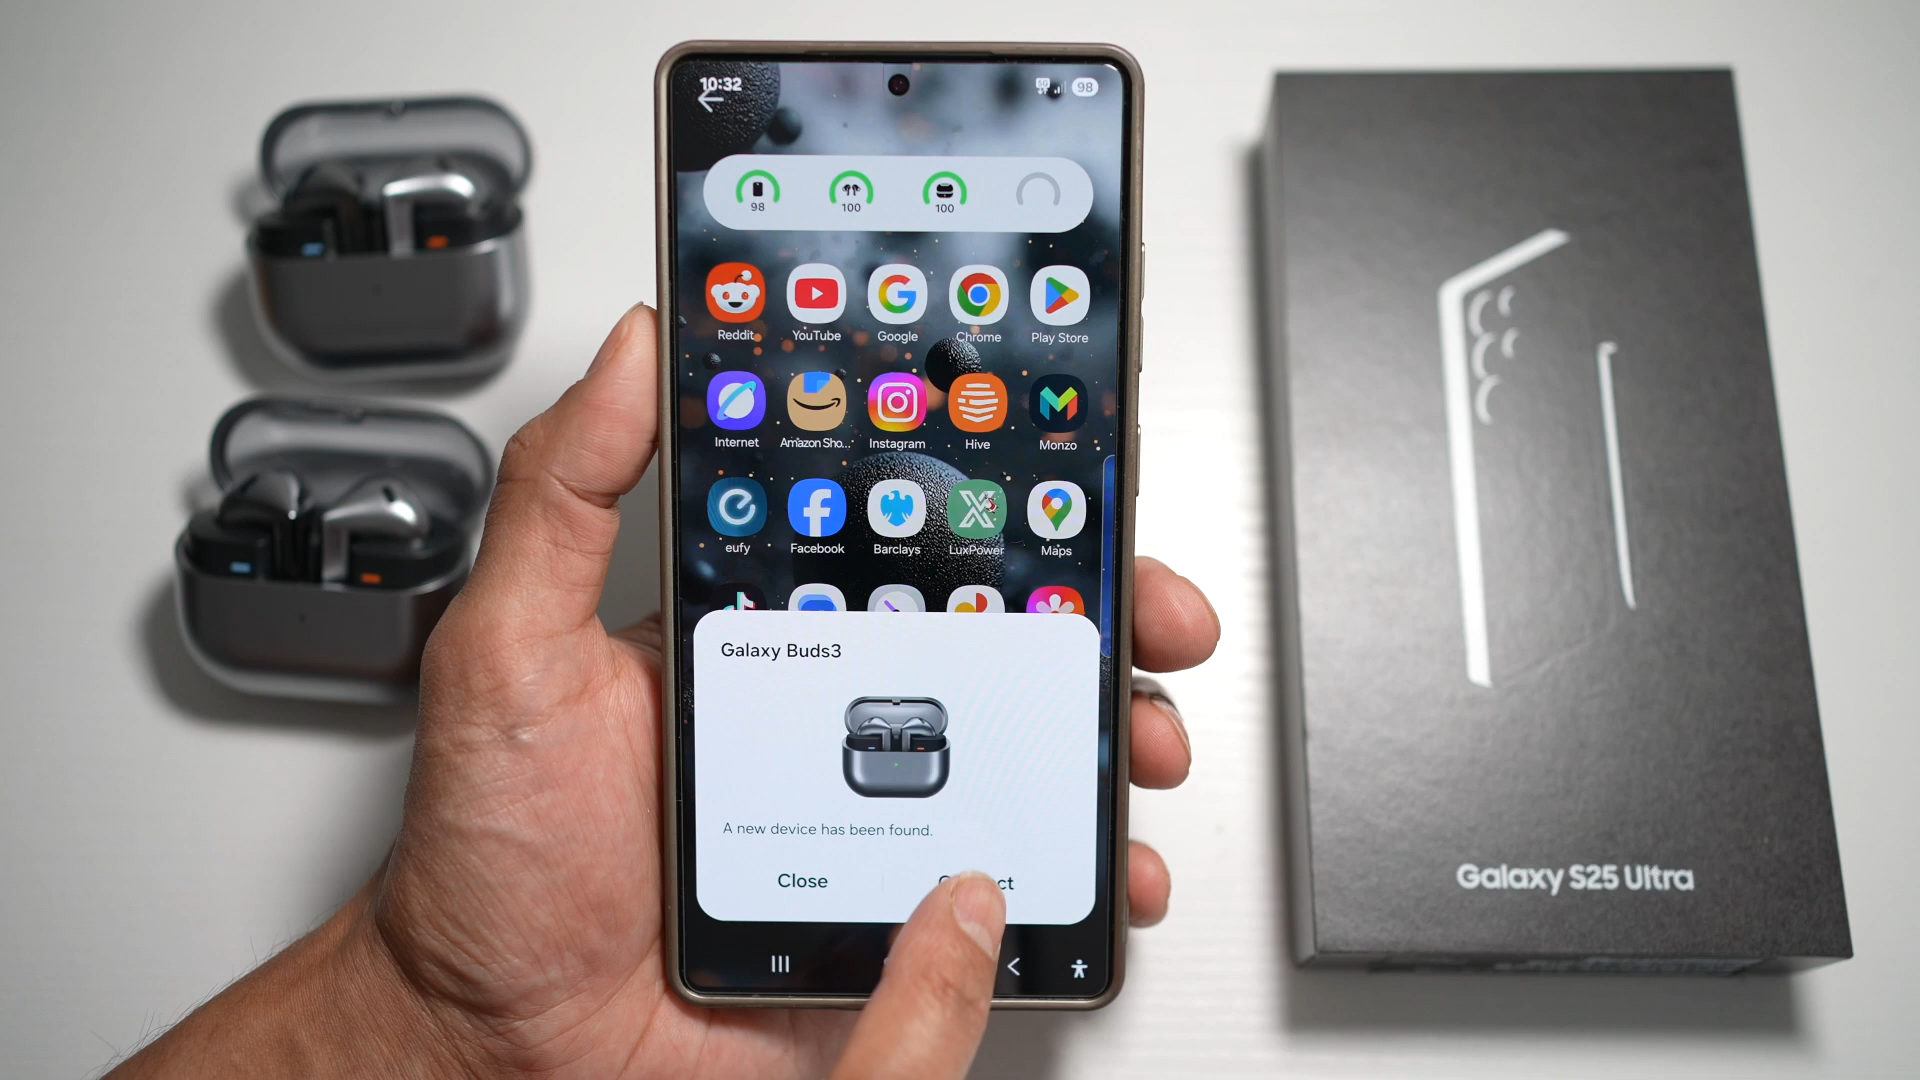 10:32
5G
98
98
100
100
Reddit
YouTube
Google
Chrome
Play Store
Internet
Amazon Sho...
Instagram
Hive
Monzo
eufy
Facebook
Barclays
LuxPower
Maps
Galaxy Buds3
A new device has been found.
Close
Galaxy S25 Ultra